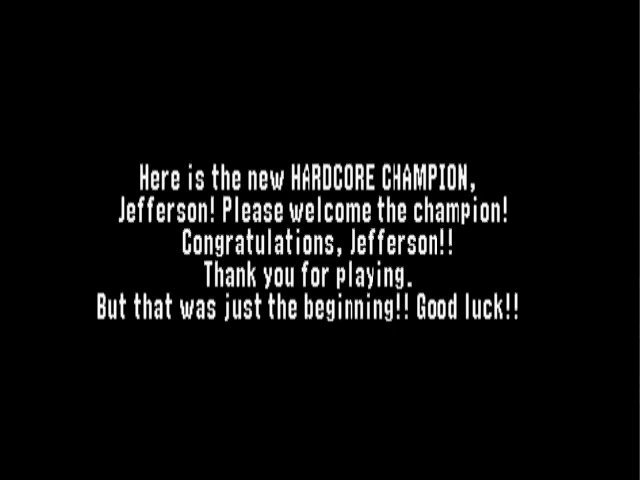 Here is the new HARDCORE CHAMPION,
Jefferson! Please welcome the champion!
Congratulations, Jefferson!!
Thank you for playing.
But that was just the beginning!! Good luck!!